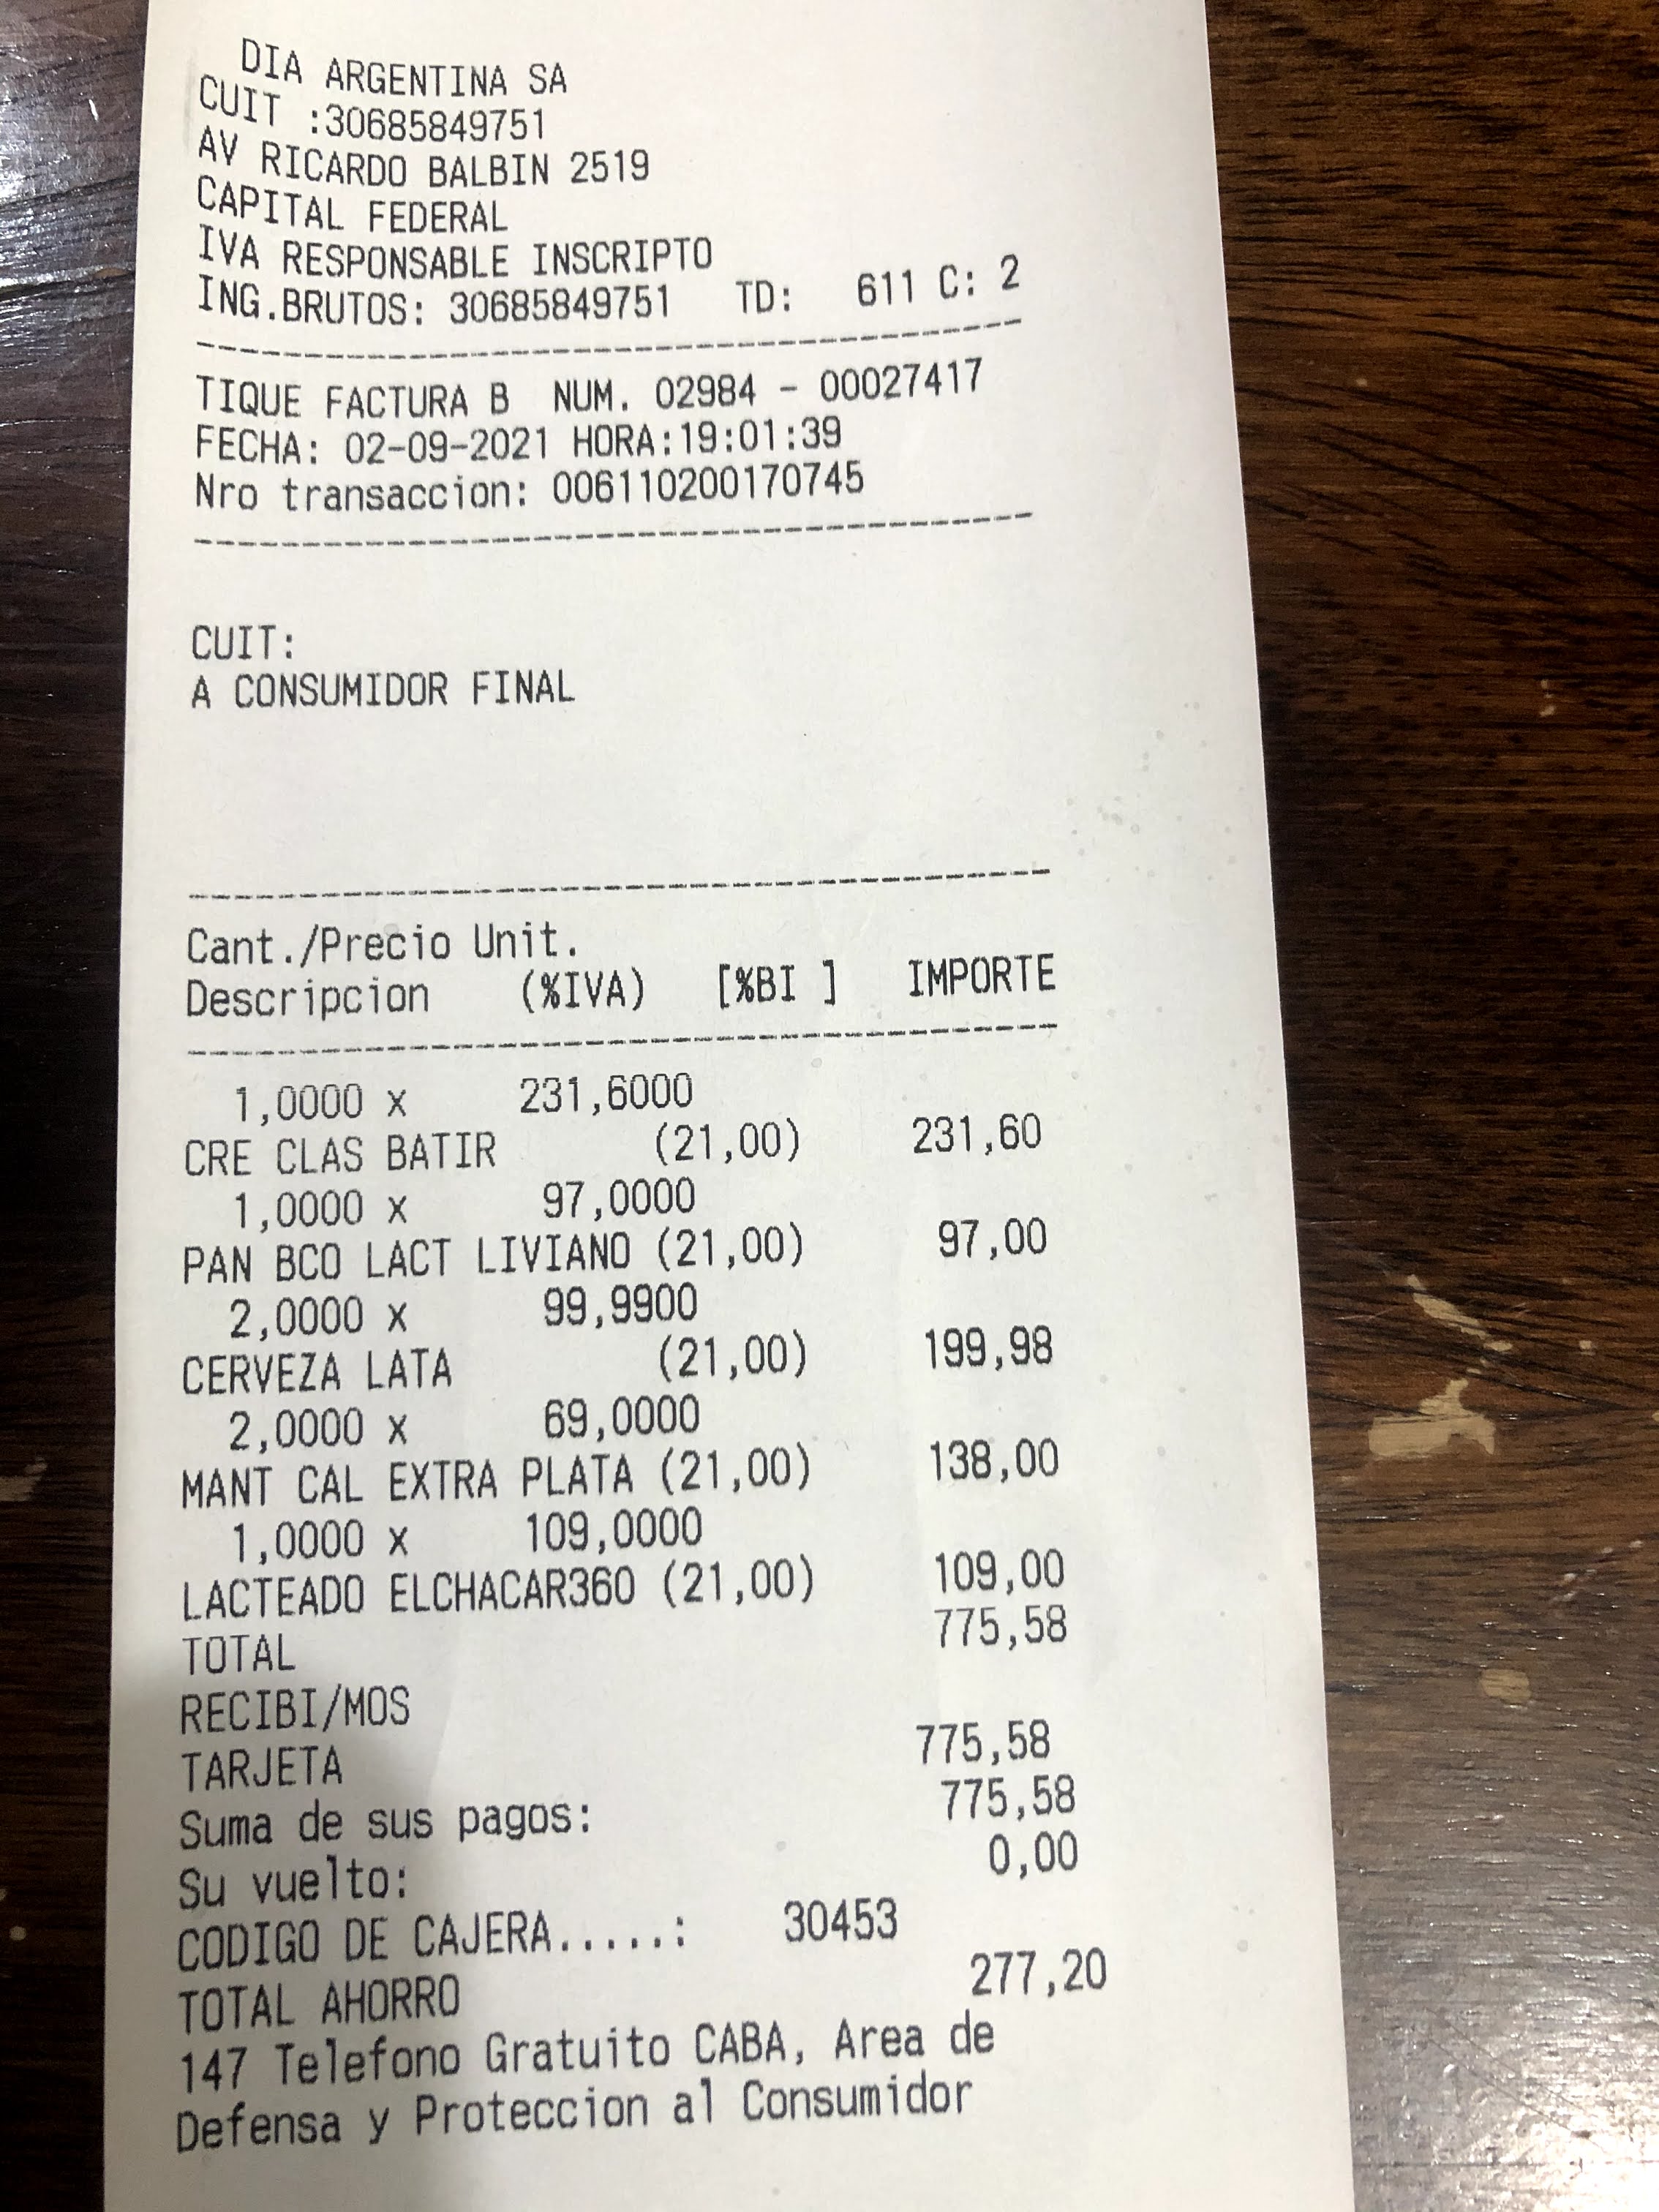 DIA ARGENTINA SA
CUIT :30685849751
AV RICARDO BALBIN 2519
CAPITAL FEDERAL
IVA RESPONSABLE INSCRIPTO
ING.BRUTOS: 30685849751 TD: 611 C: 2
TIQUE FACTURA B NUM. 02984 - 00027417
FECHA: 02-09-2021 HORA:19:01:39
Nro transaccion: 006110200170745
CUIT:
A CONSUMIDOR FINAL
Cant./Precio Unit.
Descripcion (%IVA) [%BI ] IMPORTE
1,0000 x 231,6000
CRE CLAS BATIR (21,00) 231,60
1,0000 x 97,0000
PAN BCO LACT LIVIANO (21,00) 97,00
2,0000 x 99,9900
CERVEZA LATA (21,00) 199,98
2,0000 x 69,0000
MANT CAL EXTRA PLATA (21,00) 138,00
1,0000 x 109,0000
LACTEADO ELCHACAR360 (21,00) 109,00
TOTAL 775,58
RECIBI/MOS
TARJETA 775,58
Suma de sus pagos: 775,58
Su vuelto: 0,00
CODIGO DE CAJERA.....: 30453
TOTAL AHORRO 277,20
147 Telefono Gratuito CABA, Area de
Defensa y Proteccion al Consumidor